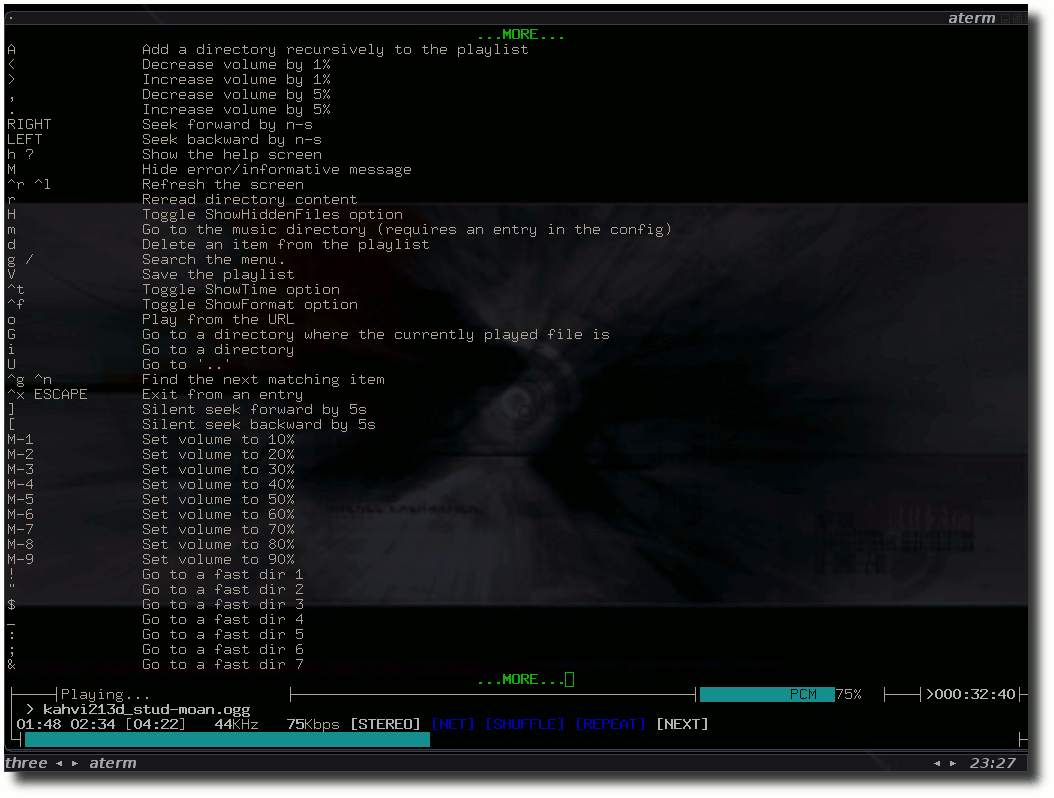 aterm
...MORE...
A Add a directory recursively to the playlist
< Decrease volume by 1%
> Increase volume by 1%
, Decrease volume by 5%
. Increase volume by 5%
RIGHT Seek forward by n-s
LEFT Seek backward by n-s
h ? Show the help screen
M Hide error/informative message
^r ^l Refresh the screen
r Reread directory content
H Toggle ShowHiddenFiles option
m Go to the music directory (requires an entry in the config)
d Delete an item from the playlist
g / Search the menu.
V Save the playlist
^t Toggle ShowTime option
^f Toggle ShowFormat option
o Play from the URL
G Go to a directory where the currently played file is
i Go to a directory
U Go to '..'
^g ^n Find the next matching item
^x ESCAPE Exit from an entry
] Silent seek forward by 5s
[ Silent seek backward by 5s
M-1 Set volume to 10%
M-2 Set volume to 20%
M-3 Set volume to 30%
M-4 Set volume to 40%
M-5 Set volume to 50%
M-6 Set volume to 60%
M-7 Set volume to 70%
M-8 Set volume to 80%
M-9 Set volume to 90%
! Go to a fast dir 1
" Go to a fast dir 2
$ Go to a fast dir 3
_ Go to a fast dir 4
: Go to a fast dir 5
; Go to a fast dir 6
& Go to a fast dir 7
...MORE...
Playing... PCM 75% >000:32:40
> kahvi213d_stud-moan.ogg
01:48 02:34 [04:22] 44KHz 75Kbps [STEREO] [NET] [SHUFFLE] [REPEAT] [NEXT]
three ◂ ▸ aterm ◂ ▸ 23:27